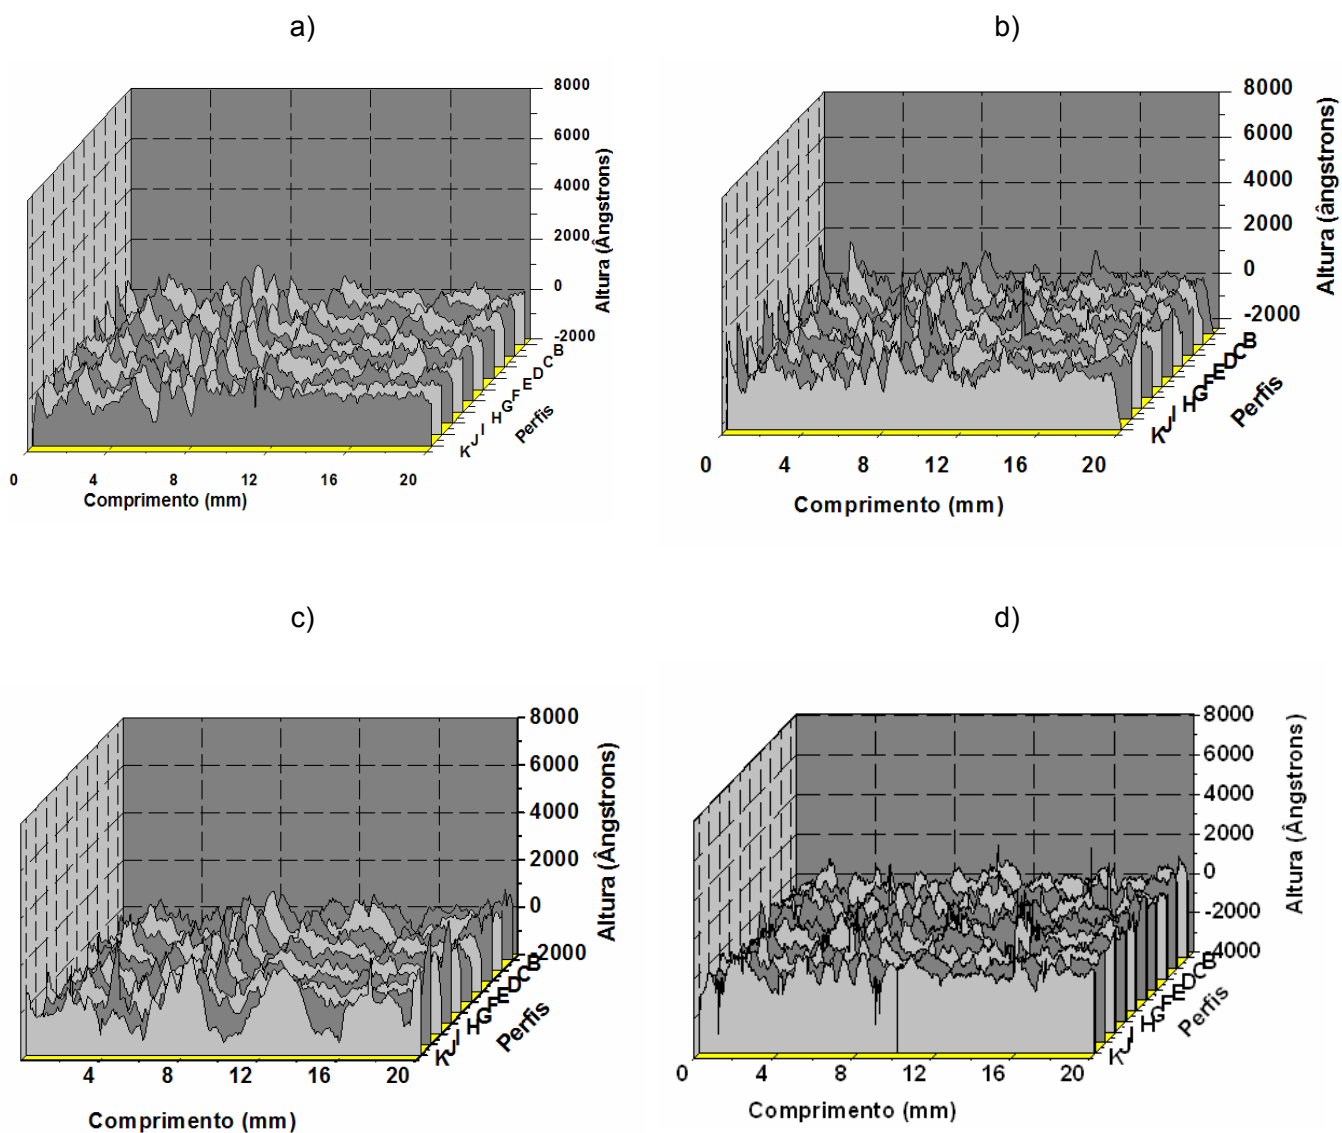 a)
8000
6000
4000
2000
0
-2000
Altura (Ângstrons)
B
C
D
E
F
G
H
I
J
K
Perfis
0 4 8 12 16 20
Comprimento (mm)
b)
8000
6000
4000
2000
0
-2000
Altura (ângstrons)
B
C
D
E
F
G
H
I
J
K
Perfis
0 4 8 12 16 20
Comprimento (mm)
c)
8000
6000
4000
2000
0
-2000
Altura (Ângstrons)
B
C
D
E
F
G
H
I
J
K
Perfis
4 8 12 16 20
Comprimento (mm)
d)
8000
6000
4000
2000
0
-2000
-4000
Altura (Ângstrons)
B
C
D
E
F
G
H
I
J
K
Perfis
0 4 8 12 16 20
Comprimento (mm)